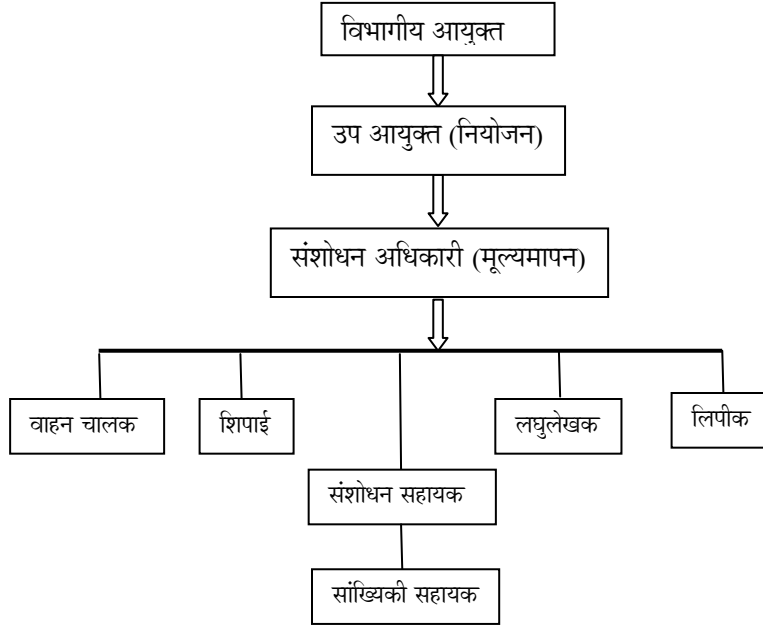 विभागीय आयुक्त
उप आयुक्त (नियोजन)
संशोधन अधिकारी (मूल्यमापन)
वाहन चालक
शिपाई
लघुलेखक
लिपीक
संशोधन सहायक
सांख्यिकी सहायक